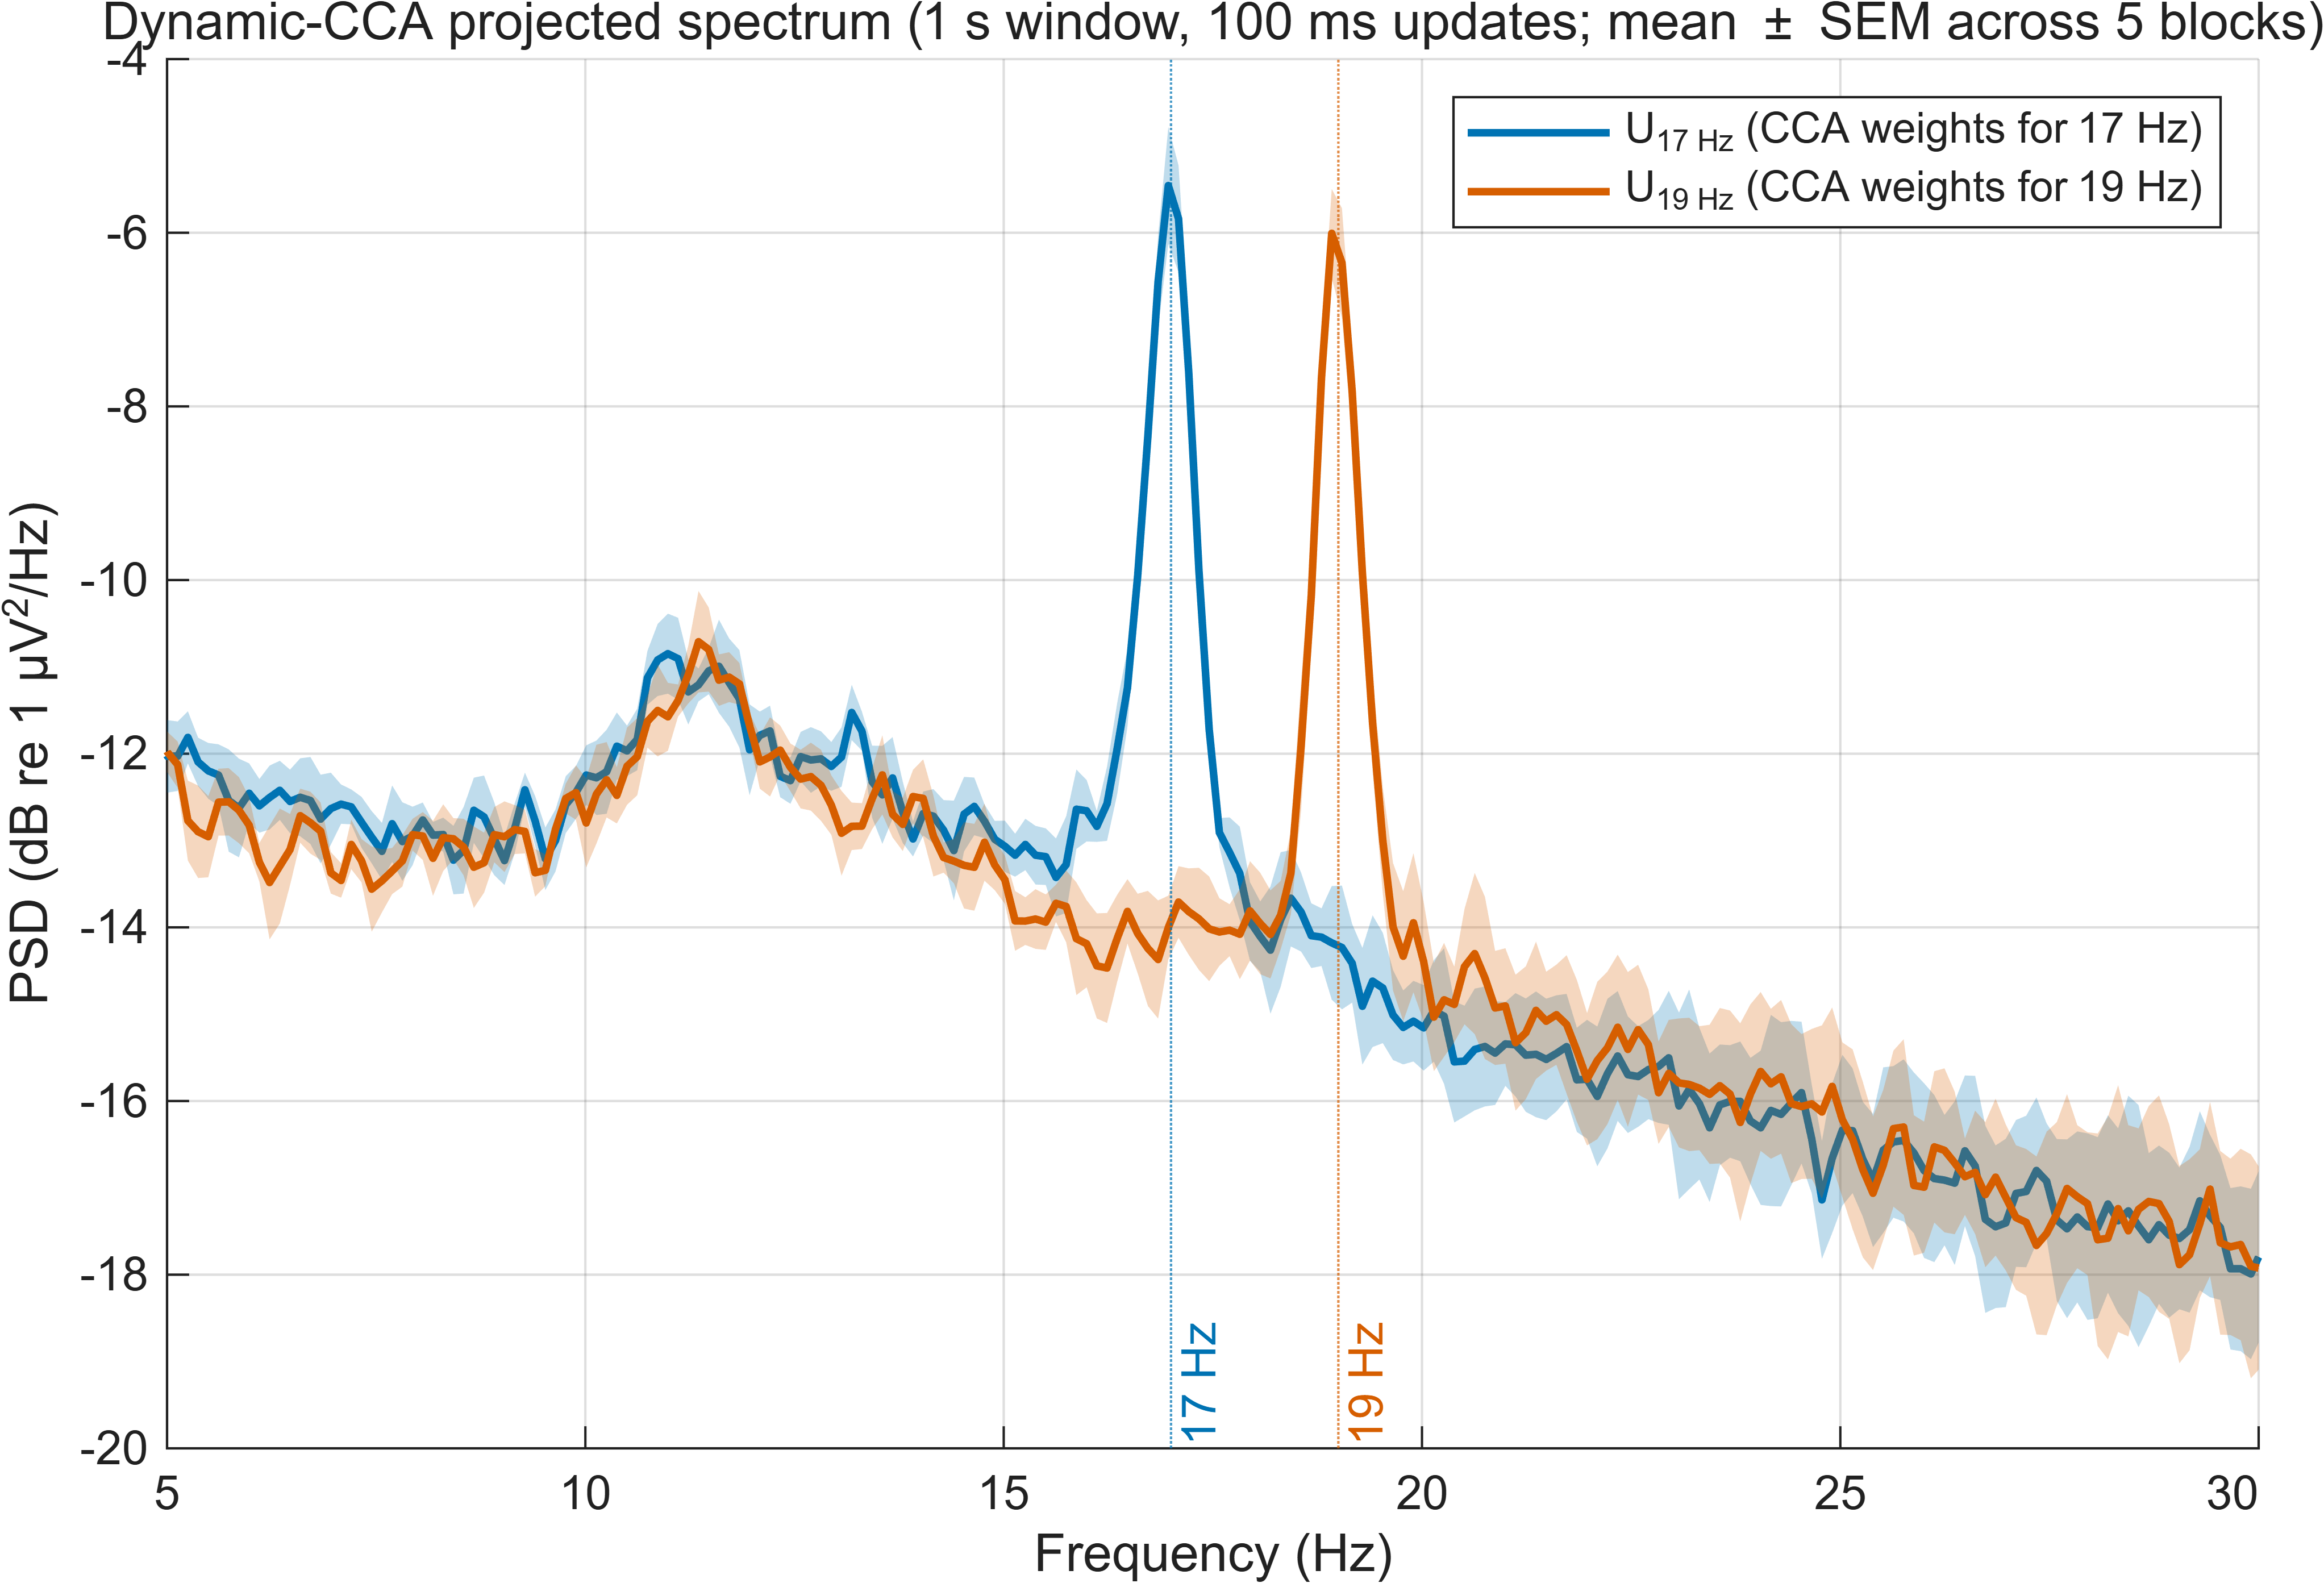 Dynamic-CCA projected spectrum (1 s window, 100 ms updates; mean ± SEM across 5 blocks)
U17 Hz (CCA weights for 17 Hz)
U19 Hz (CCA weights for 19 Hz)
-4
-6
-8
-10
-12
-14
-16
-18
-20
PSD (dB re 1 µV²/Hz)
17 Hz
19 Hz
5
10
15
20
25
30
Frequency (Hz)